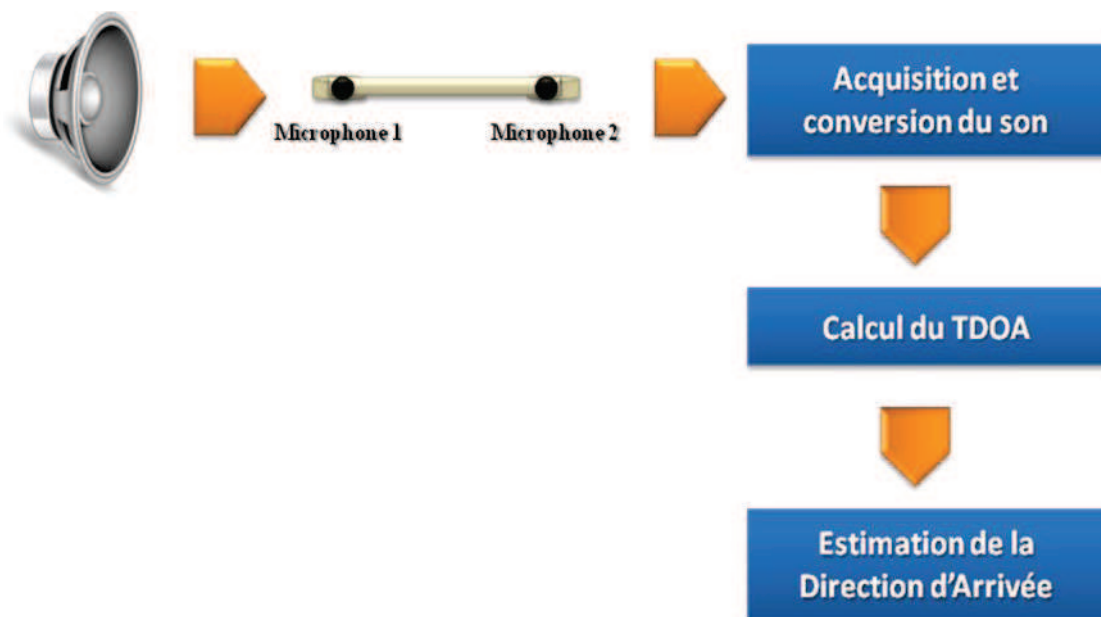 Microphone 1
Microphone 2
Acquisition et
conversion du son
Calcul du TDOA
Estimation de la
Direction d'Arrivée